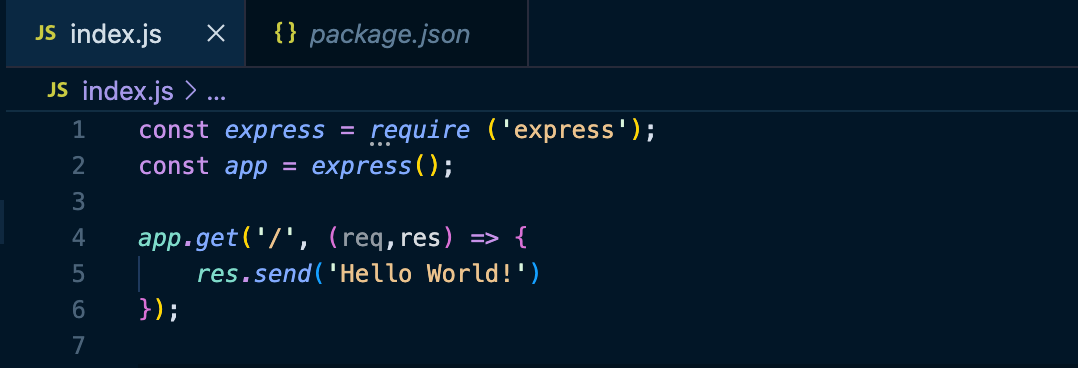 JS index.js × {} package.json
JS index.js > ...
1 const express = require ('express');
2 const app = express();
3
4 app.get('/', (req,res) => {
5     res.send('Hello World!')
6 });
7